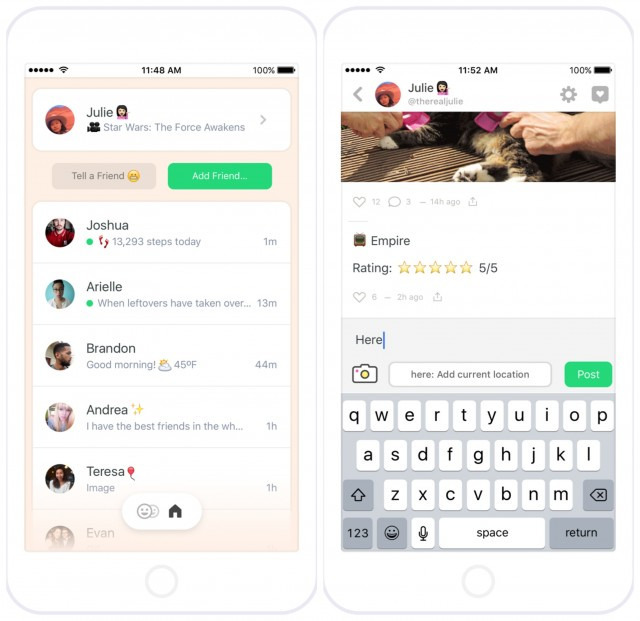 11:48 AM
100%
Julie
Star Wars: The Force Awakens
Tell a Friend
Add Friend...
Joshua
13,293 steps today
1m
Arielle
When leftovers have taken over...
13m
Brandon
Good morning! 45ºF
44m
Andrea
I have the best friends in the wh...
1h
Teresa
Image
1h
Evan
11:52 AM
100%
Julie
@therealjulie
12 3 – 14h ago
Empire
Rating: 5/5
6 – 2h ago
Here
here: Add current location
Post
q w e r t y u i o p
a s d f g h j k l
z x c v b n m
123 space return